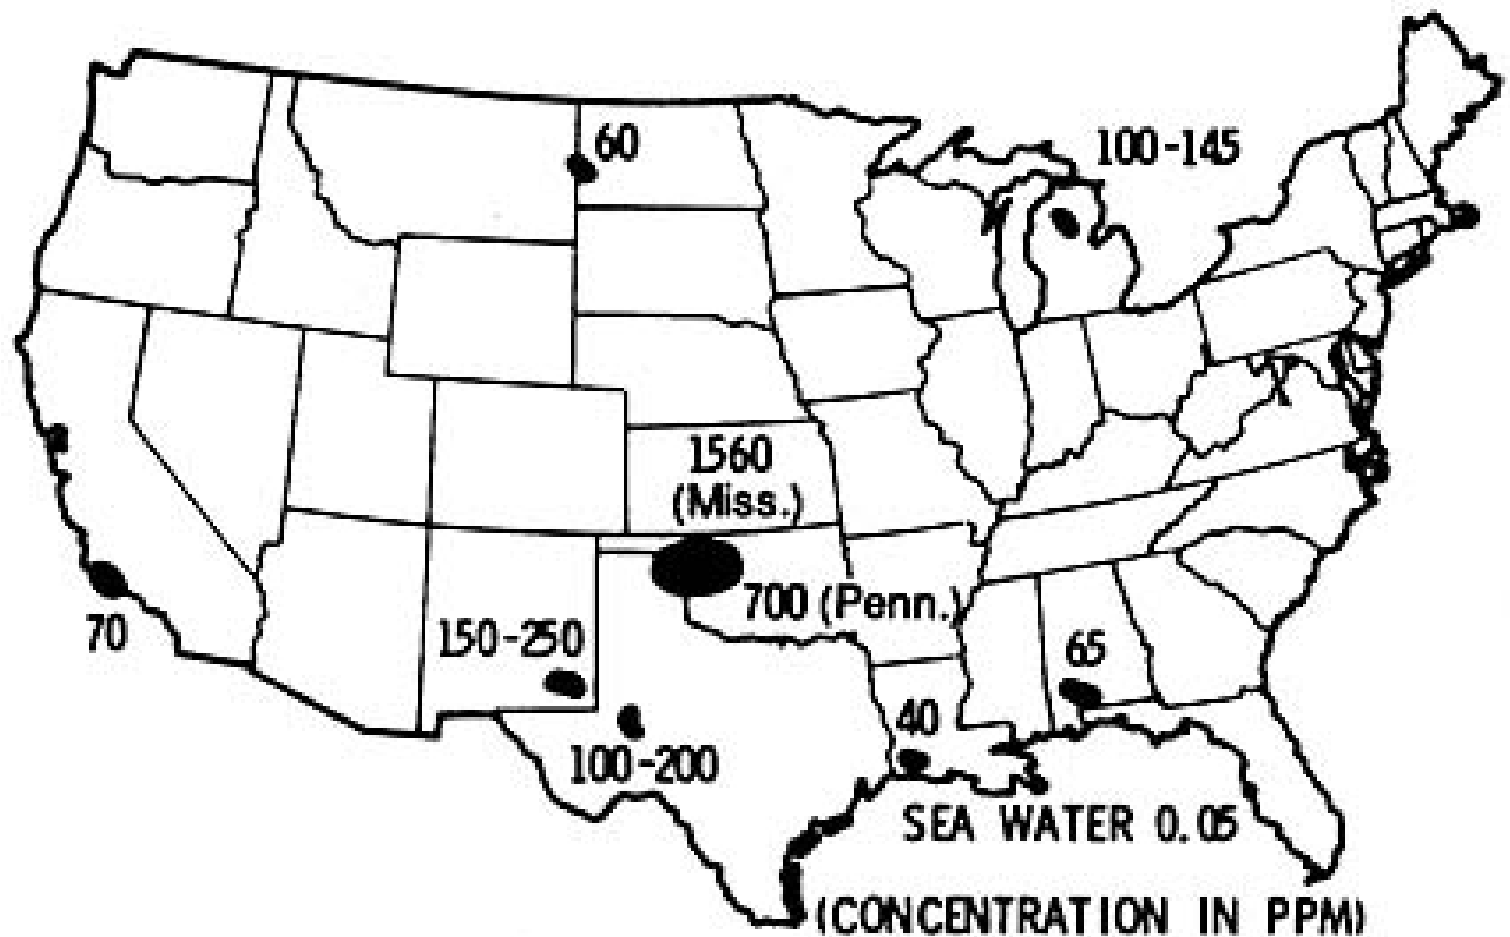 60
100-145
1560
(Miss.)
700 (Penn.)
70
150-250
65
40
100-200
SEA WATER 0.05
(CONCENTRATION IN PPM)